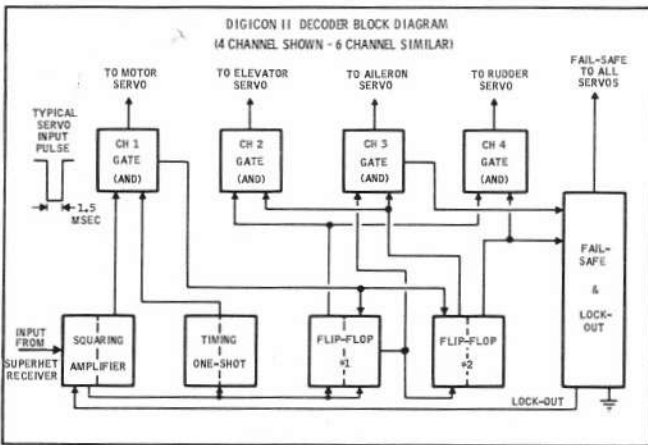 DIGICON II DECODER BLOCK DIAGRAM
(4 CHANNEL SHOWN - 6 CHANNEL SIMILAR)
TO MOTOR
SERVO
TO ELEVATOR
SERVO
TO AILERON
SERVO
TO RUDDER
SERVO
FAIL-SAFE
TO ALL
SERVOS
TYPICAL
SERVO
INPUT
PULSE
1.5
MSEC
CH 1
GATE
(AND)
CH 2
GATE
(AND)
CH 3
GATE
(AND)
CH 4
GATE
(AND)
FAIL-
SAFE
&
LOCK-
OUT
INPUT
FROM
SUPERHET
RECEIVER
SQUARING
AMPLIFIER
TIMING
ONE-SHOT
FLIP-FLOP
#1
FLIP-FLOP
#2
LOCK-OUT